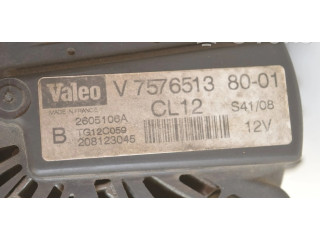 Valeo V 7576513 80-01
MADE IN FRANCE
CL12 S41/08
2605106A
B TG12C059 12V
208123045